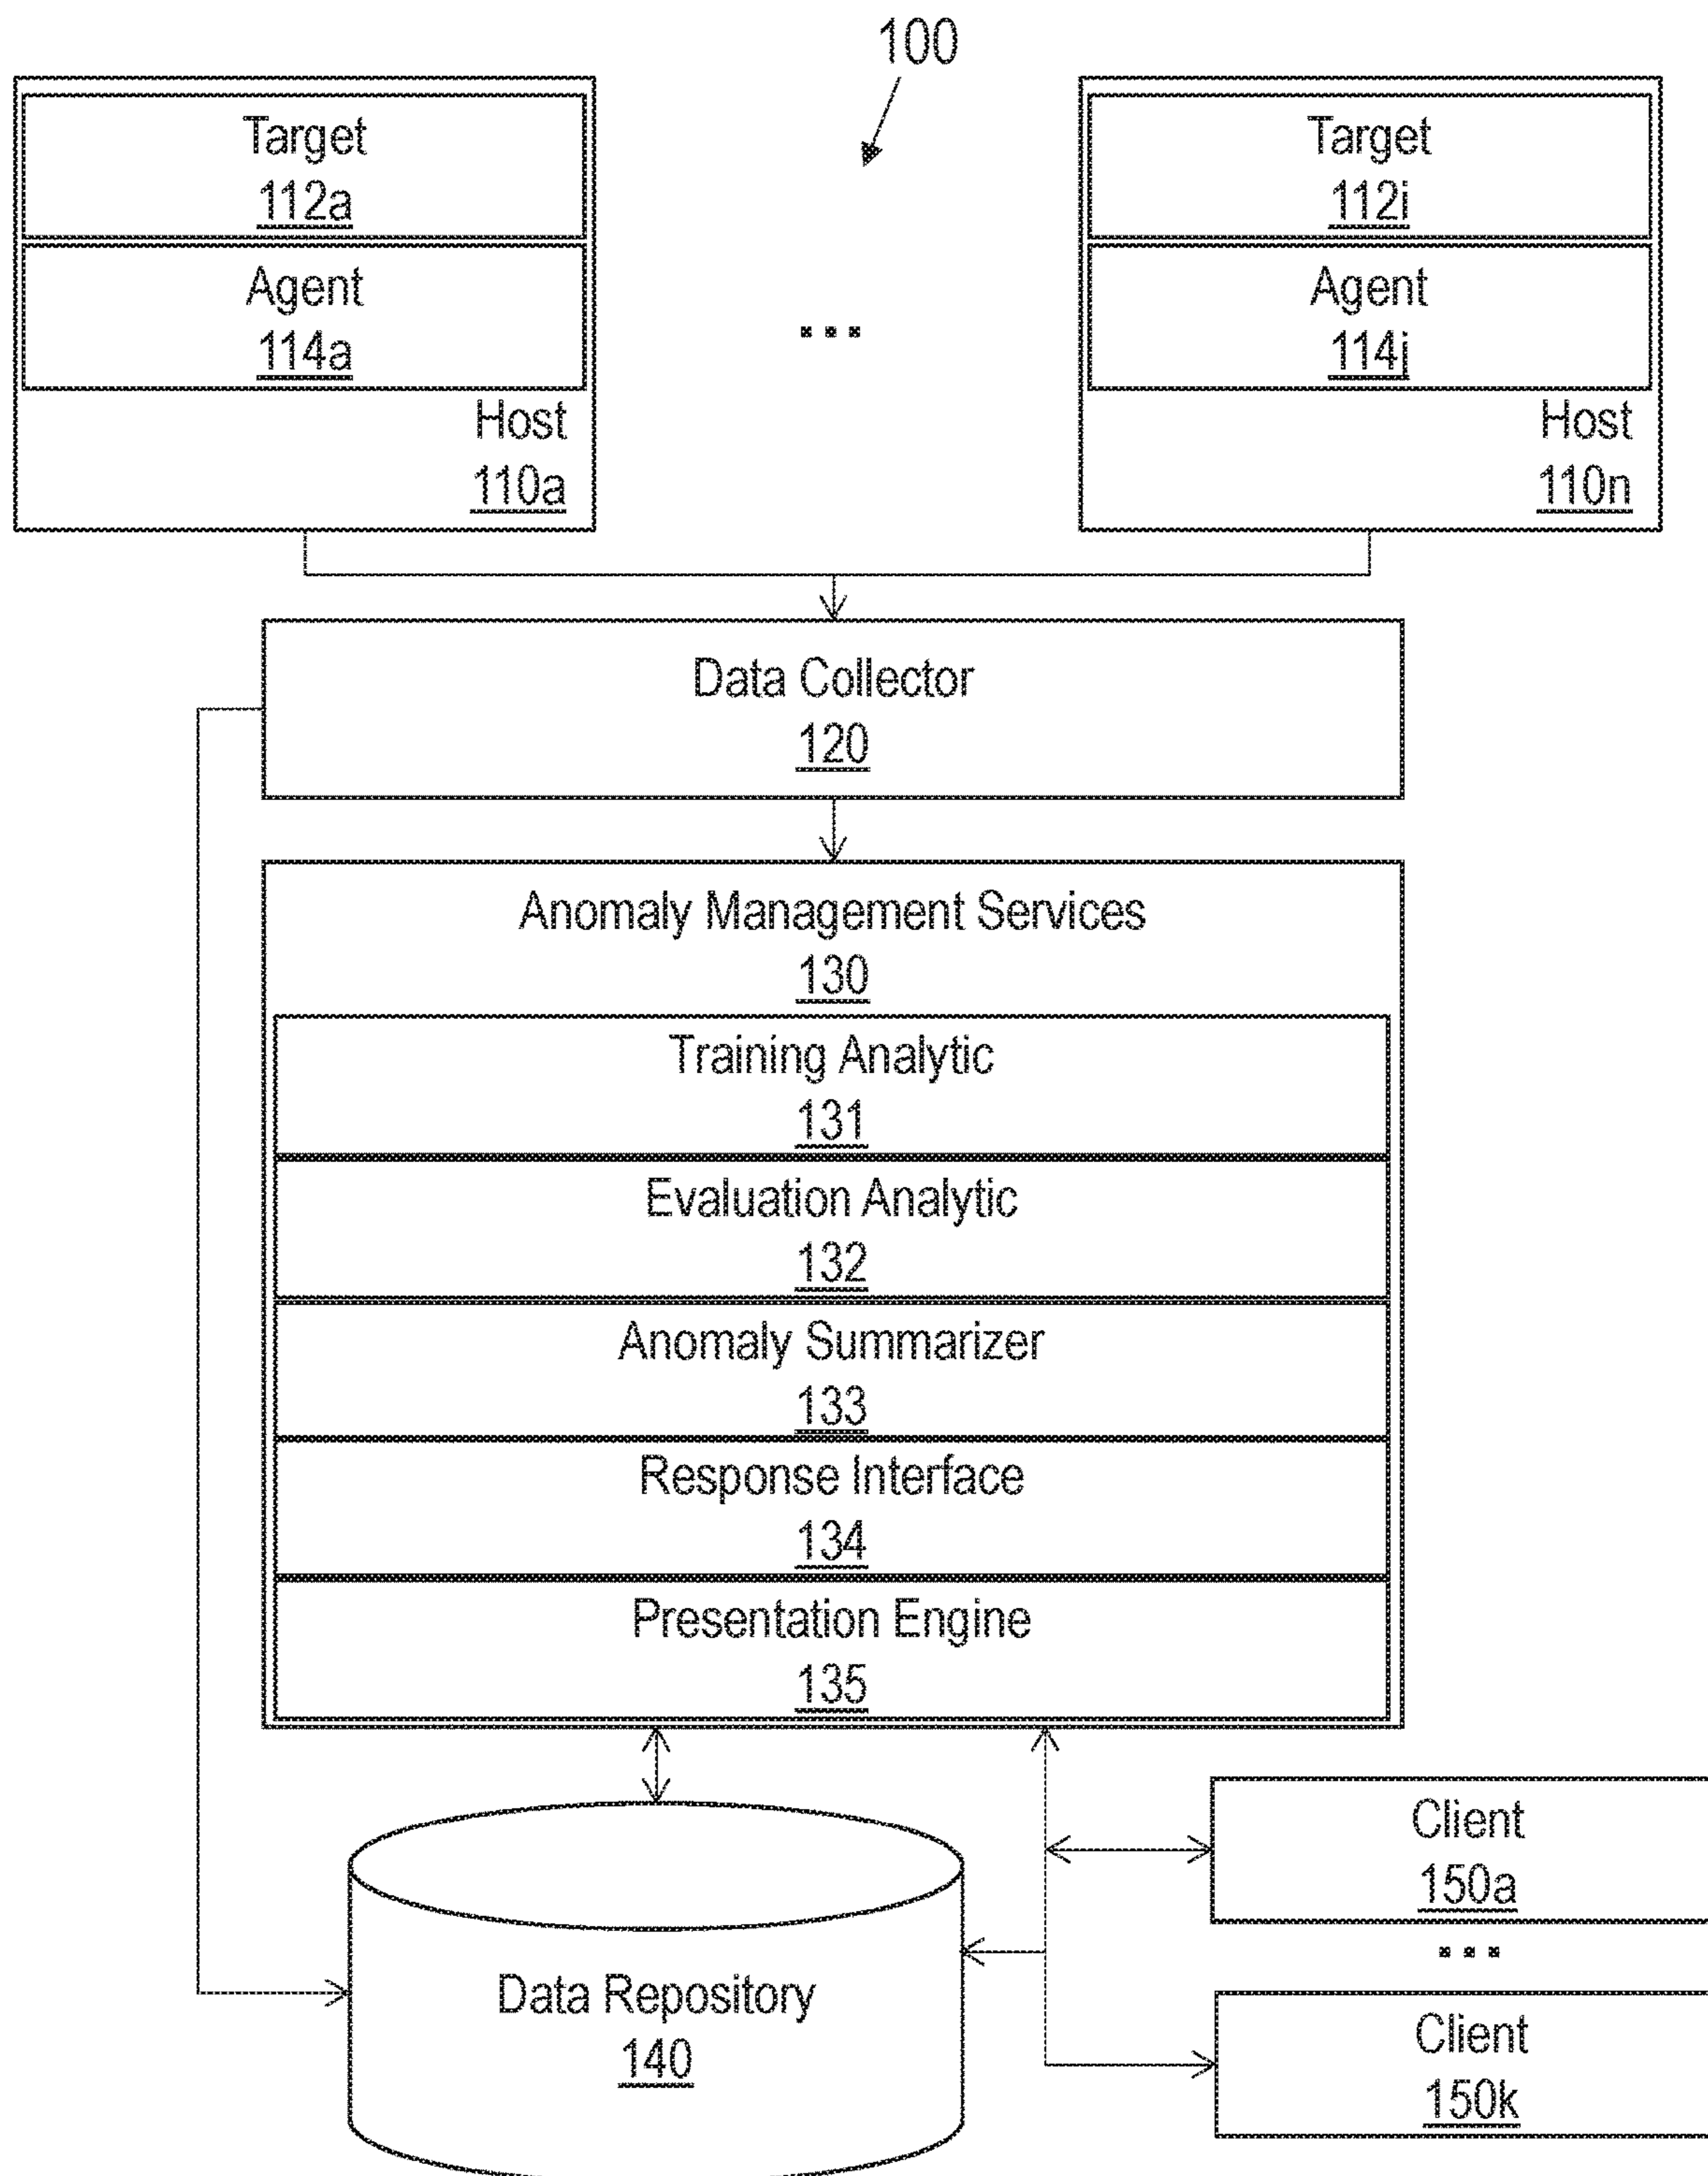 100
Target
112a
Agent
114a
Host
110a
...
Target
112i
Agent
114j
Host
110n
Data Collector
120
Anomaly Management Services
130
Training Analytic
131
Evaluation Analytic
132
Anomaly Summarizer
133
Response Interface
134
Presentation Engine
135
Data Repository
140
Client
150a
...
Client
150k